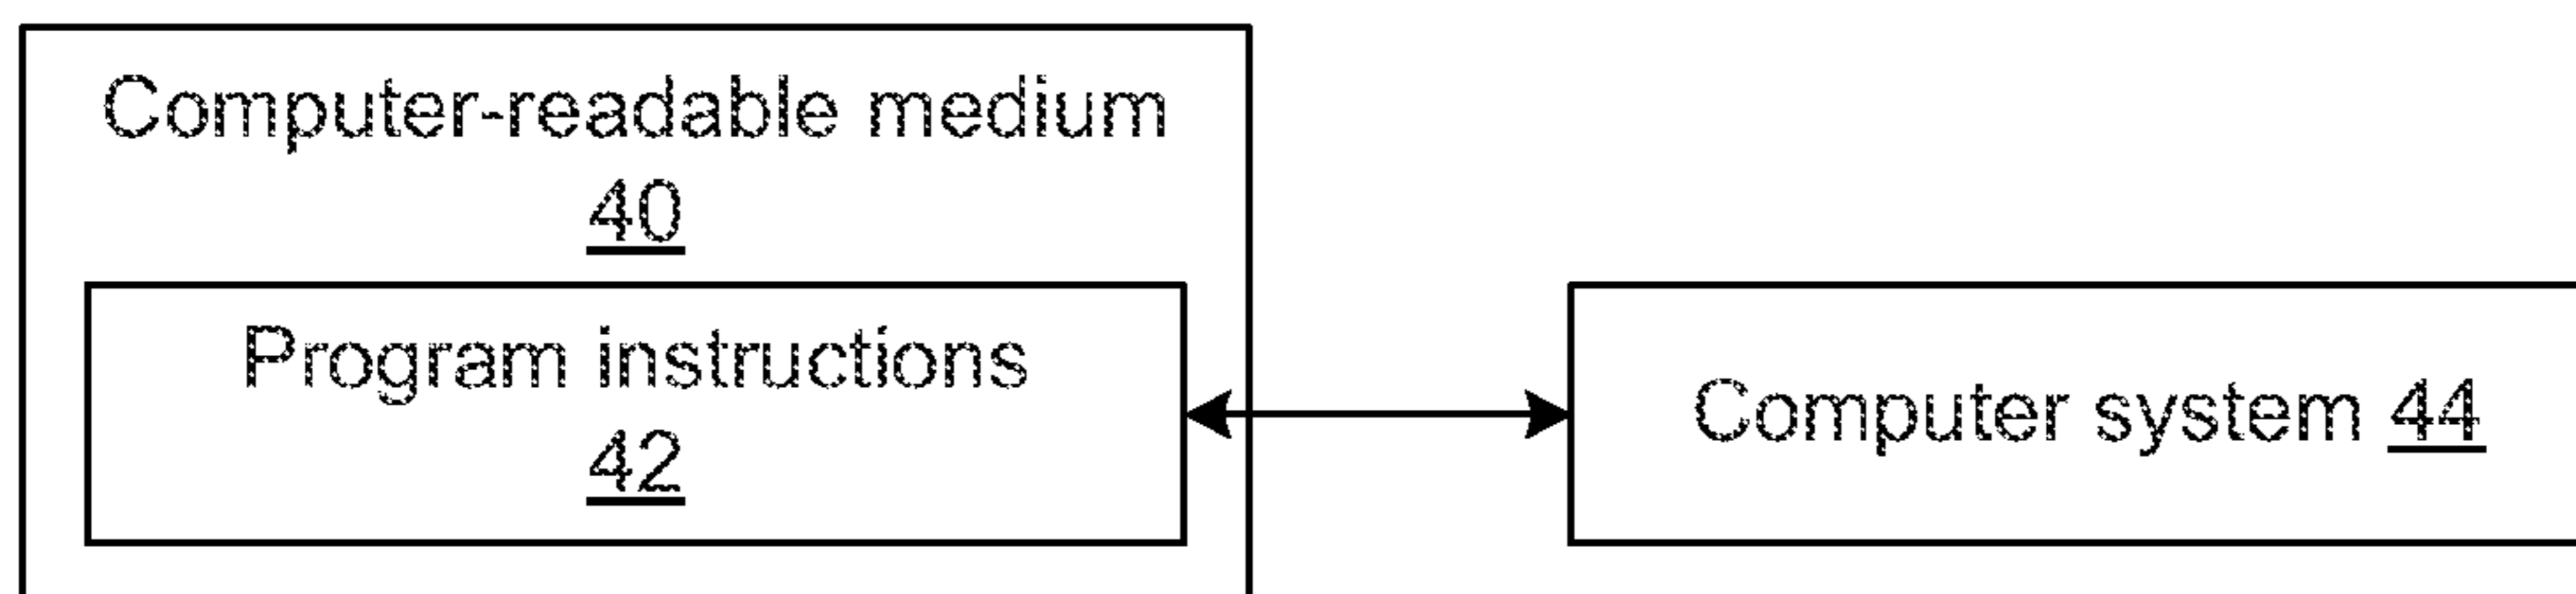 Computer-readable medium
40
Program instructions
42
Computer system 44